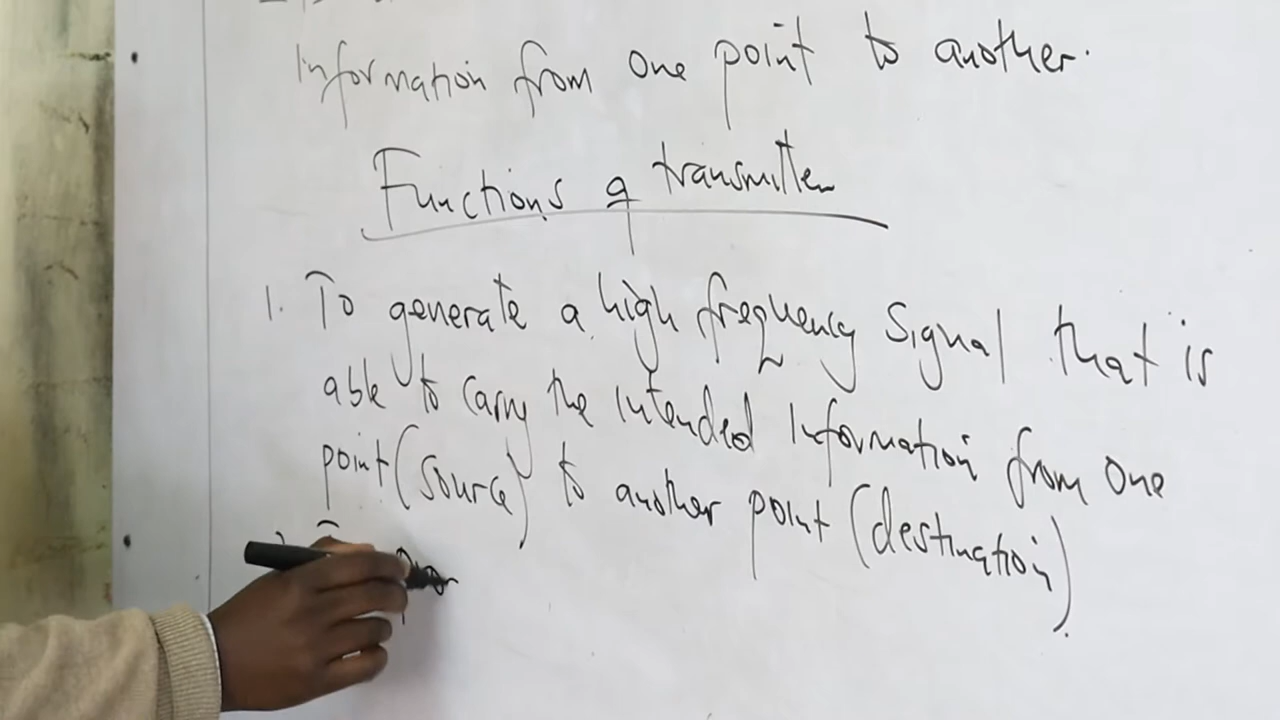 Information from one point to another.
Functions of transmitter
1. To generate a high frequency Signal that is
able to carry the intended Information from one
point (source) to another point (destination)